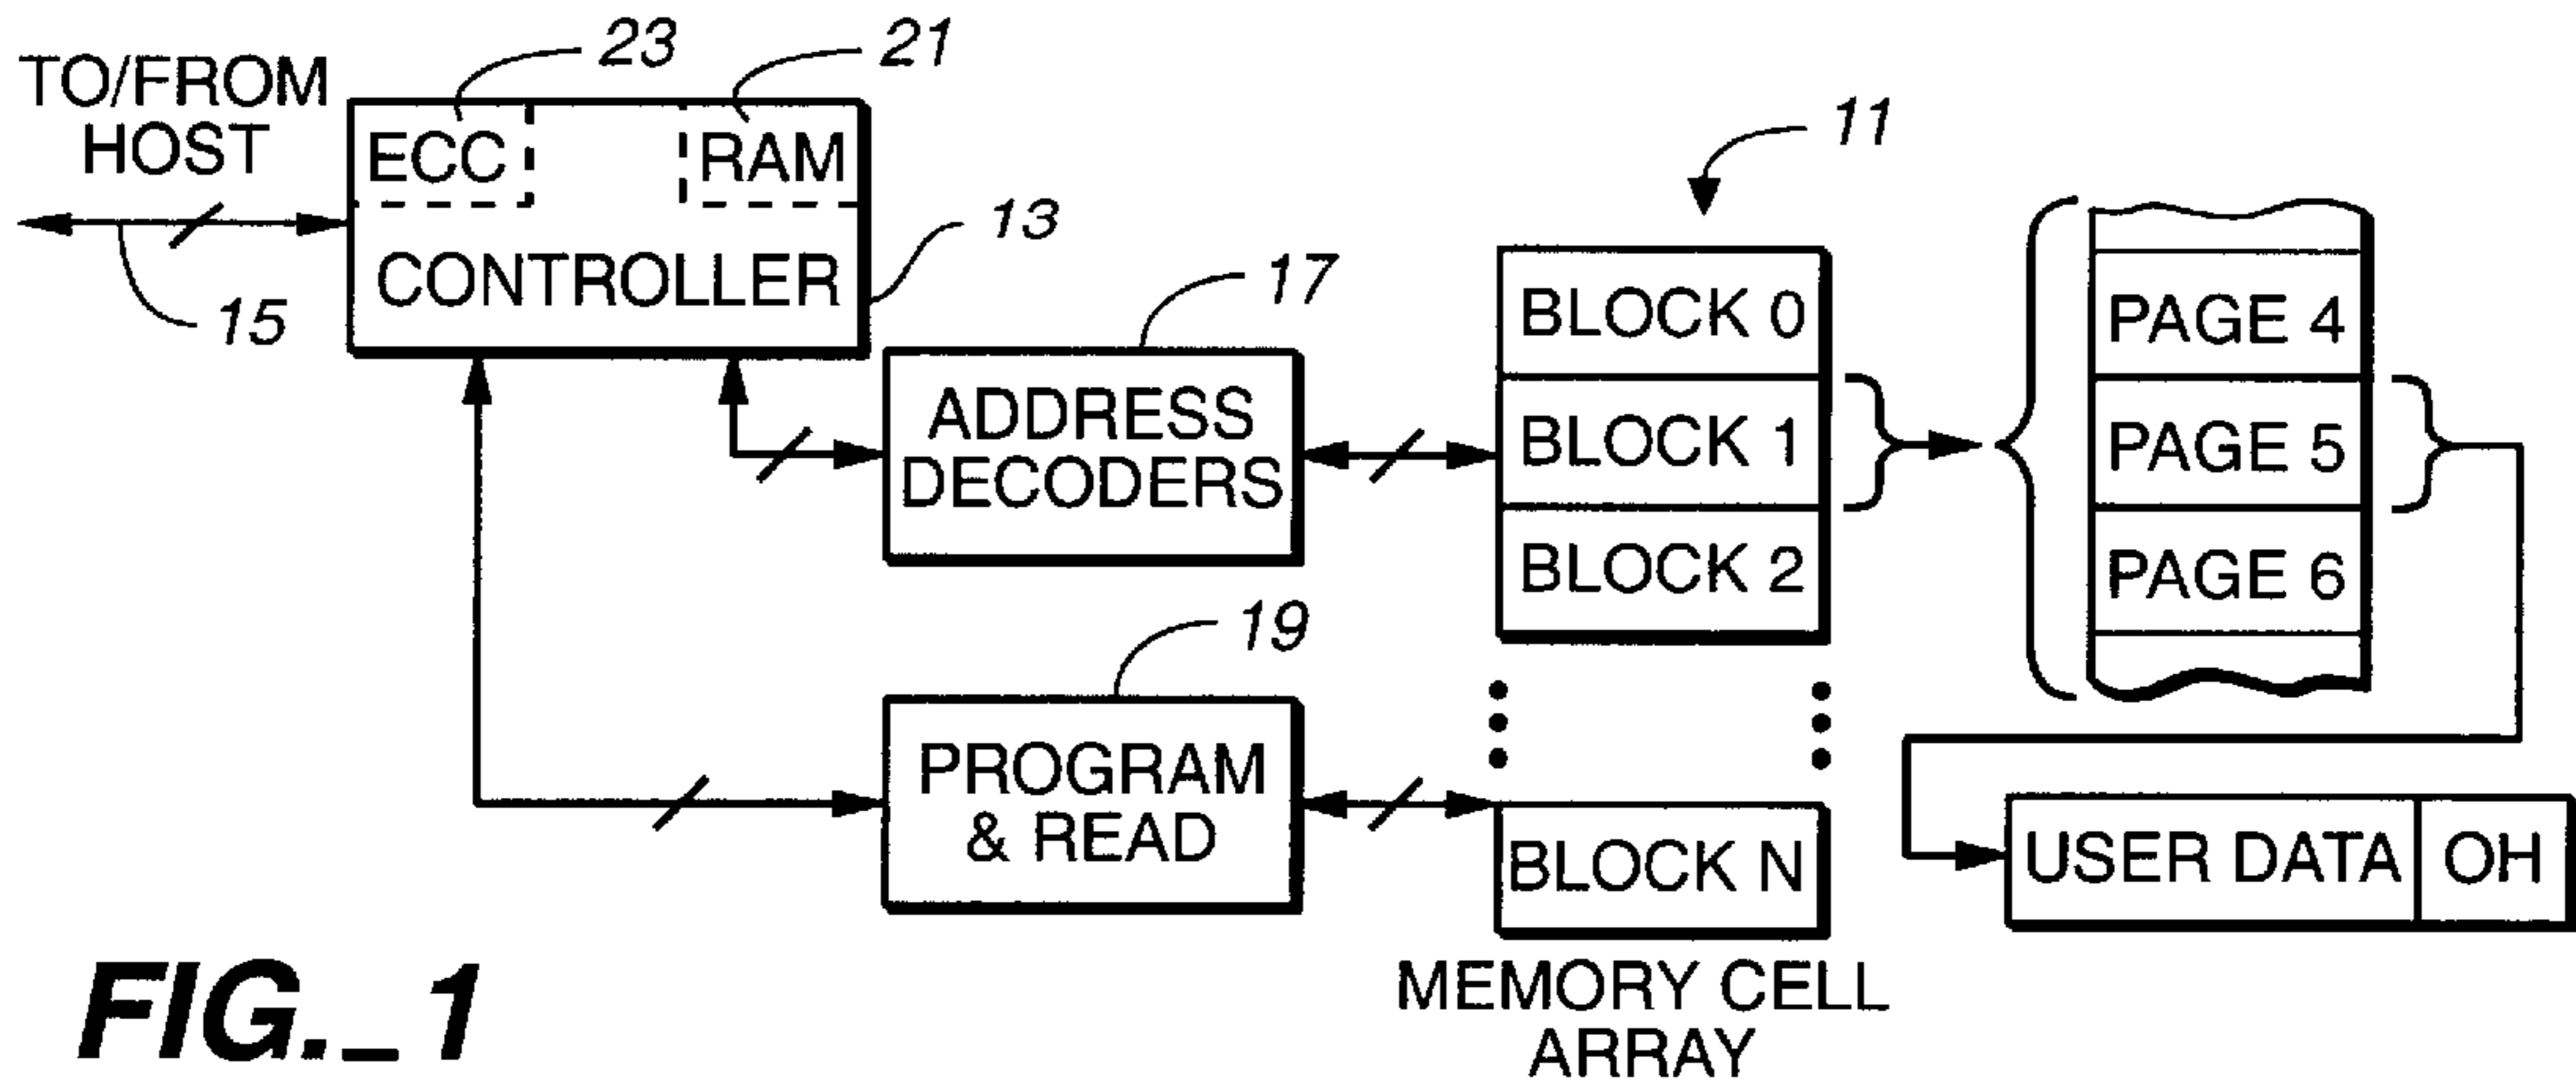 TO/FROM
HOST
15
23
21
ECC
RAM
CONTROLLER
13
17
ADDRESS
DECODERS
19
PROGRAM
& READ
11
BLOCK 0
BLOCK 1
BLOCK 2
BLOCK N
MEMORY CELL
ARRAY
PAGE 4
PAGE 5
PAGE 6
USER DATA
OH
FIG._1